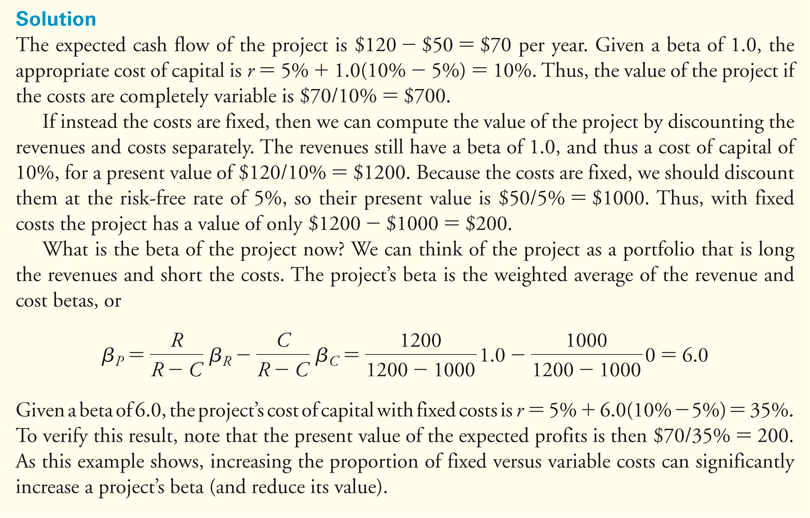 Solution
The expected cash flow of the project is $120 − $50 = $70 per year. Given a beta of 1.0, the
appropriate cost of capital is r = 5% + 1.0(10% − 5%) = 10%. Thus, the value of the project if
the costs are completely variable is $70/10% = $700.
If instead the costs are fixed, then we can compute the value of the project by discounting the
revenues and costs separately. The revenues still have a beta of 1.0, and thus a cost of capital of
10%, for a present value of $120/10% = $1200. Because the costs are fixed, we should discount
them at the risk-free rate of 5%, so their present value is $50/5% = $1000. Thus, with fixed
costs the project has a value of only $1200 − $1000 = $200.
What is the beta of the project now? We can think of the project as a portfolio that is long
the revenues and short the costs. The project’s beta is the weighted average of the revenue and
cost betas, or
β_P = R/(R − C) β_R − C/(R − C) β_C = 1200/(1200 − 1000) 1.0 − 1000/(1200 − 1000) 0 = 6.0
Given a beta of 6.0, the project’s cost of capital with fixed costs is r = 5% + 6.0(10% − 5%) = 35%.
To verify this result, note that the present value of the expected profits is then $70/35% = 200.
As this example shows, increasing the proportion of fixed versus variable costs can significantly
increase a project’s beta (and reduce its value).